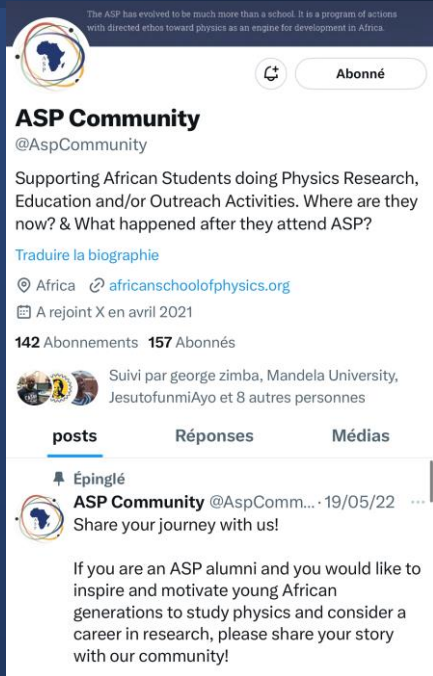 The ASP has evolved to be much more than a school. It is a program of actions
with directed ethos toward physics as an engine for development in Africa.
Abonné
ASP Community
@AspCommunity
Supporting African Students doing Physics Research,
Education and/or Outreach Activities. Where are they
now? & What happened after they attend ASP?
Traduire la biographie
Africa africanschoolofphysics.org
A rejoint X en avril 2021
142 Abonnements 157 Abonnés
Suivi par george zimba, Mandela University,
JesutofunmiAyo et 8 autres personnes
posts Réponses Médias
Épinglé
ASP Community @AspComm... · 19/05/22 ...
Share your journey with us!
If you are an ASP alumni and you would like to
inspire and motivate young African
generations to study physics and consider a
career in research, please share your story
with our community!